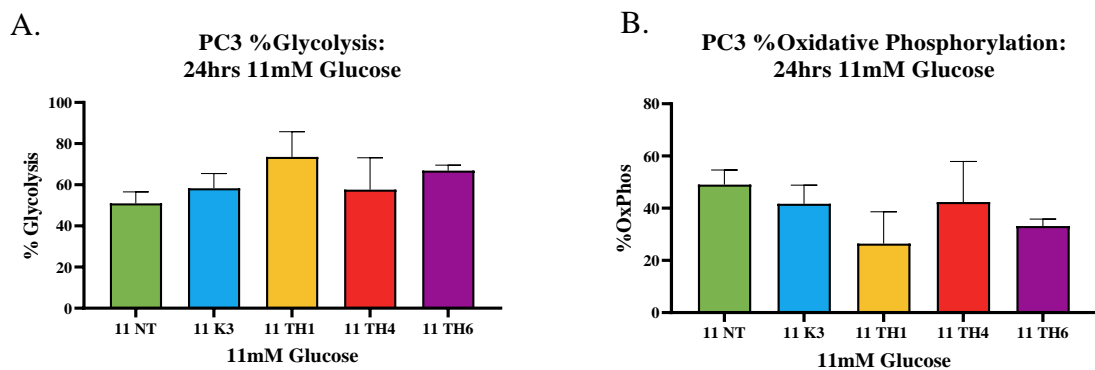 A.
PC3 %Glycolysis:
24hrs 11mM Glucose
% Glycolysis
100
80
60
40
20
0
11 NT 11 K3 11 TH1 11 TH4 11 TH6
11mM Glucose
B.
PC3 %Oxidative Phosphorylation:
24hrs 11mM Glucose
%OxPhos
80
60
40
20
0
11 NT 11 K3 11 TH1 11 TH4 11 TH6
11mM Glucose